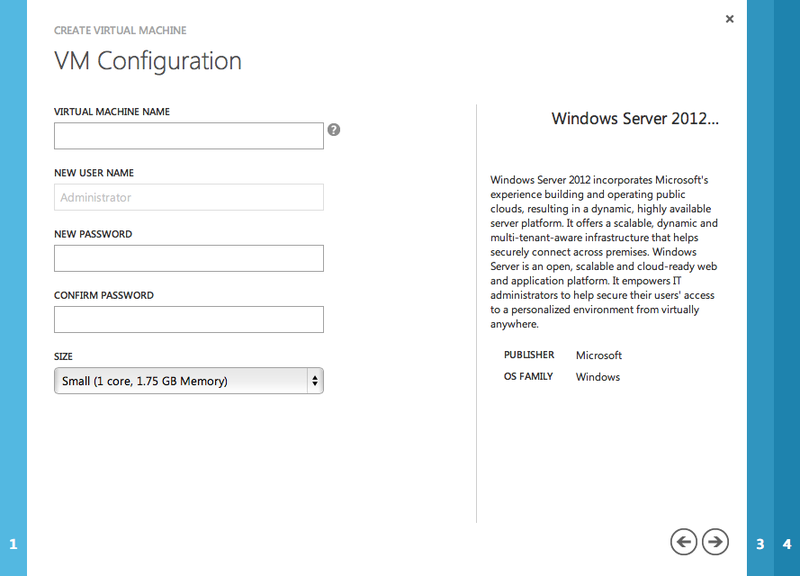 CREATE VIRTUAL MACHINE
VM Configuration
VIRTUAL MACHINE NAME
?
NEW USER NAME
Administrator
NEW PASSWORD
CONFIRM PASSWORD
SIZE
Small (1 core, 1.75 GB Memory)
Windows Server 2012...
Windows Server 2012 incorporates Microsoft's
experience building and operating public
clouds, resulting in a dynamic, highly available
server platform. It offers a scalable, dynamic and
multi-tenant-aware infrastructure that helps
securely connect across premises. Windows
Server is an open, scalable and cloud-ready web
and application platform. It empowers IT
administrators to help secure their users' access
to a personalized environment from virtually
anywhere.
PUBLISHER Microsoft
OS FAMILY Windows
1
3
4